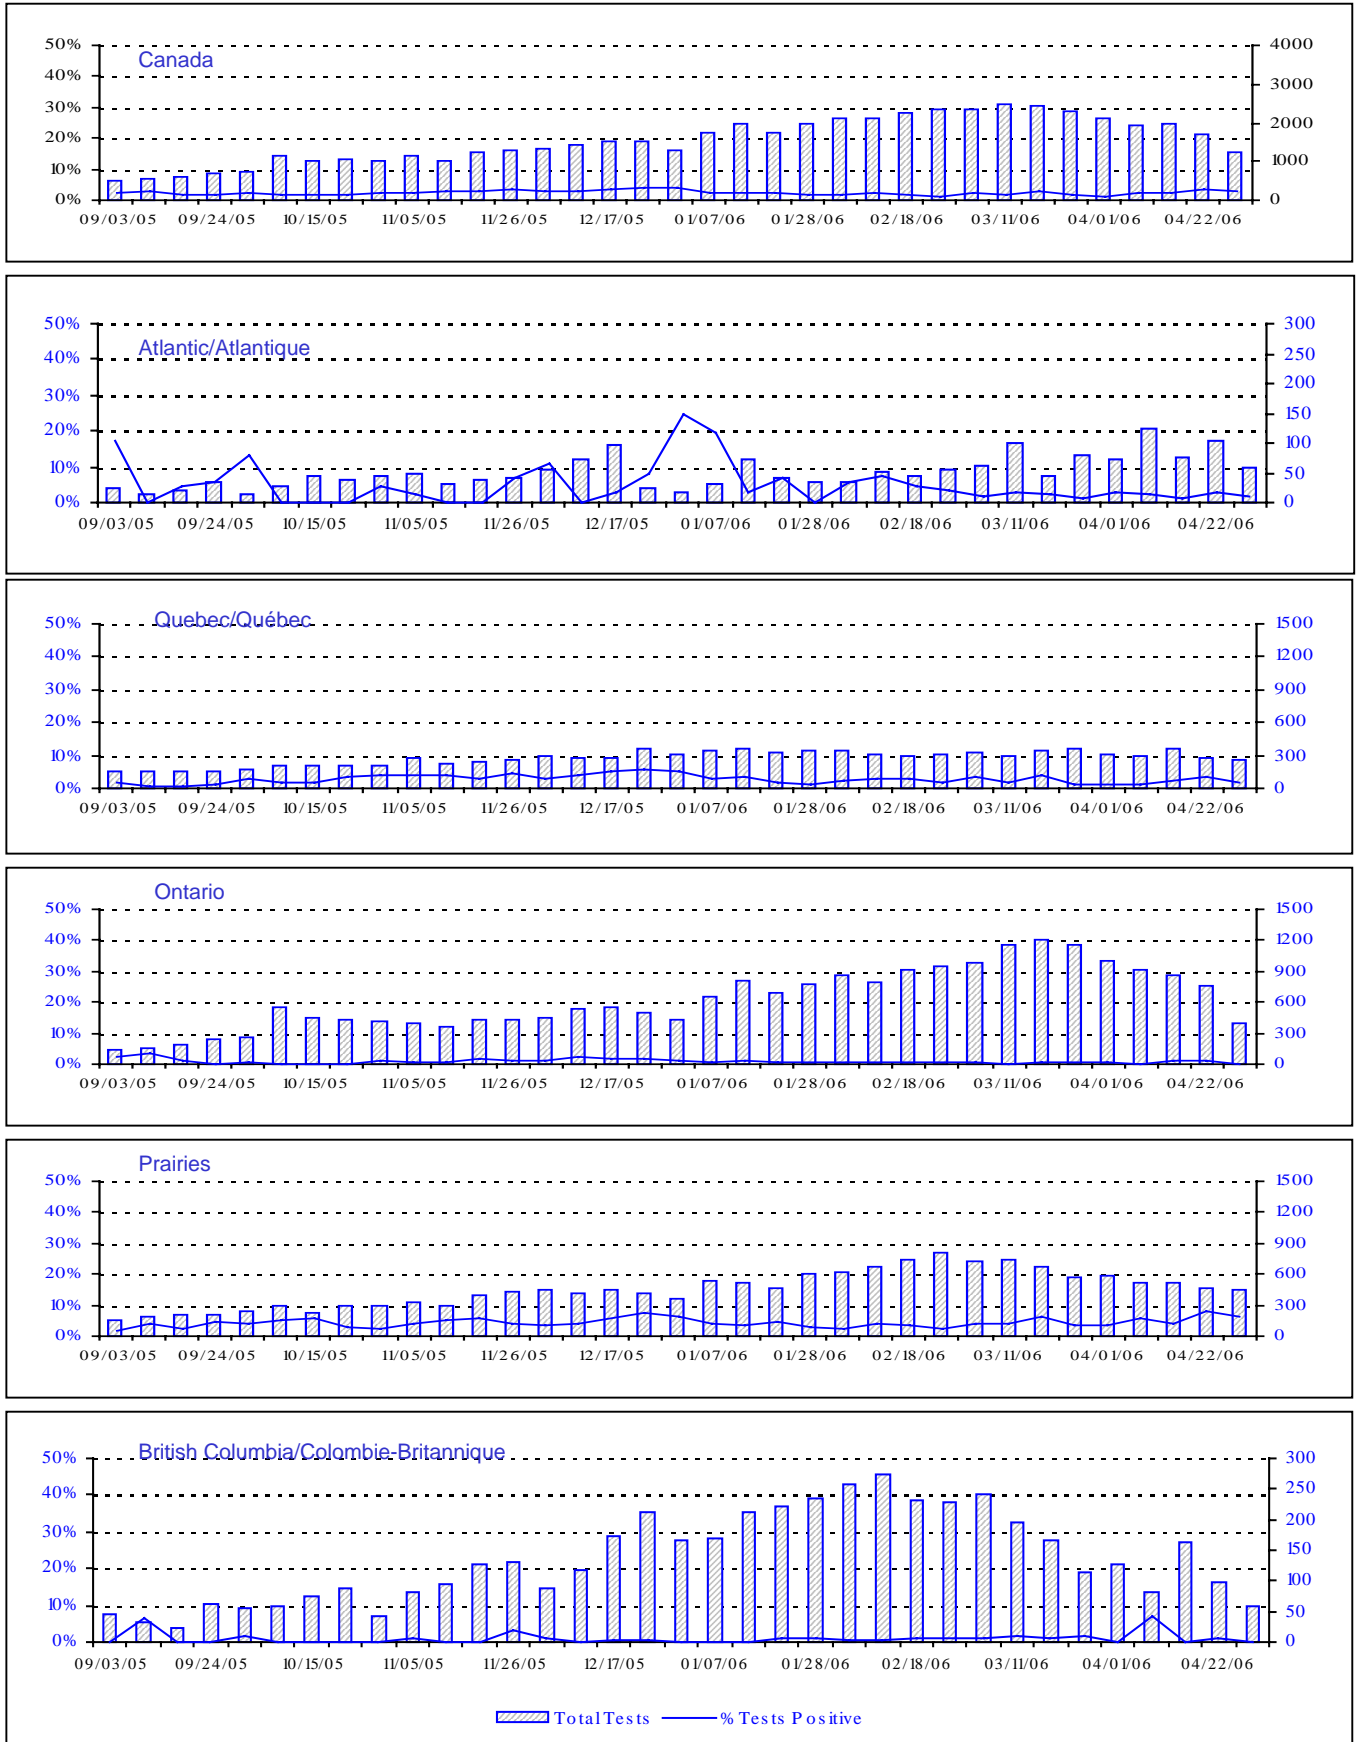 Canada
50% 4000
40%
30% 3000
20% 2000
10% 1000
0% 0
09/03/05 09/24/05 10/15/05 11/05/05 11/26/05 12/17/05 01/07/06 01/28/06 02/18/06 03/11/06 04/01/06 04/22/06
Atlantic/Atlantique
50% 300
250
40% 200
30% 150
20% 100
10% 50
0% 0
09/03/05 09/24/05 10/15/05 11/05/05 11/26/05 12/17/05 01/07/06 01/28/06 02/18/06 03/11/06 04/01/06 04/22/06
Quebec/Québec
50% 1500
40% 1200
30% 900
20% 600
10% 300
0% 0
09/03/05 09/24/05 10/15/05 11/05/05 11/26/05 12/17/05 01/07/06 01/28/06 02/18/06 03/11/06 04/01/06 04/22/06
Ontario
50% 1500
40% 1200
30% 900
20% 600
10% 300
0% 0
09/03/05 09/24/05 10/15/05 11/05/05 11/26/05 12/17/05 01/07/06 01/28/06 02/18/06 03/11/06 04/01/06 04/22/06
Prairies
50% 1500
40% 1200
30% 900
20% 600
10% 300
0% 0
09/03/05 09/24/05 10/15/05 11/05/05 11/26/05 12/17/05 01/07/06 01/28/06 02/18/06 03/11/06 04/01/06 04/22/06
British Columbia/Colombie-Britannique
50% 300
40% 250
200
30% 150
20% 100
10% 50
0% 0
09/03/05 09/24/05 10/15/05 11/05/05 11/26/05 12/17/05 01/07/06 01/28/06 02/18/06 03/11/06 04/01/06 04/22/06
Total Tests % Tests Positive